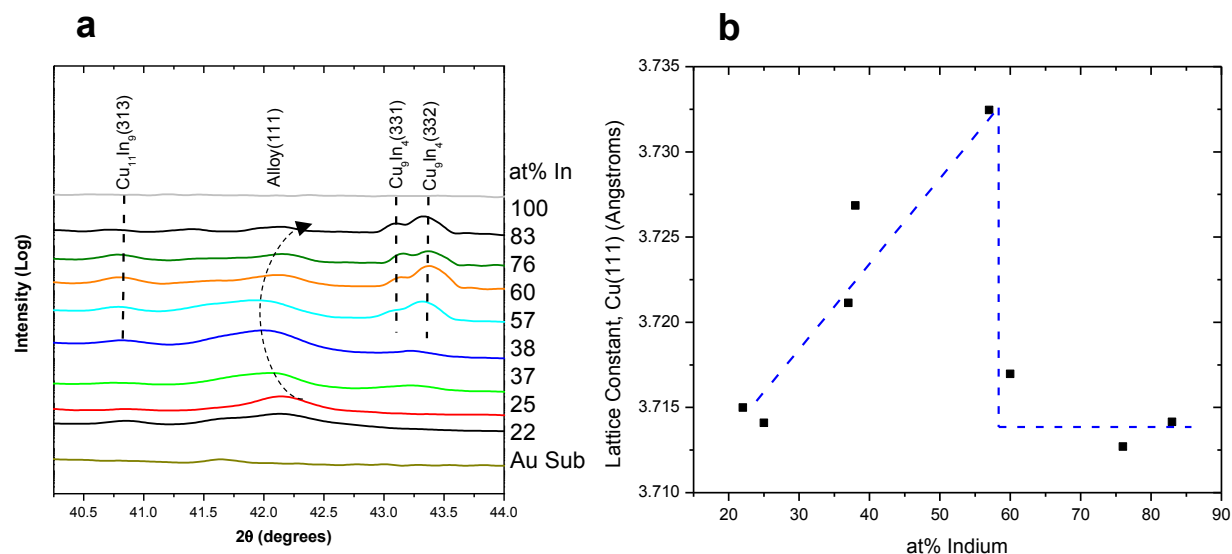 a
Cu11In9(313)
Alloy(111)
Cu9In4(331)
Cu9In4(332)
at% In
100
83
76
60
57
38
37
25
22
Au Sub
Intensity (Log)
40.5 41.0 41.5 42.0 42.5 43.0 43.5 44.0
2θ (degrees)
b
3.735
3.730
3.725
3.720
3.715
3.710
Lattice Constant, Cu(111) (Angstroms)
20 30 40 50 60 70 80 90
at% Indium